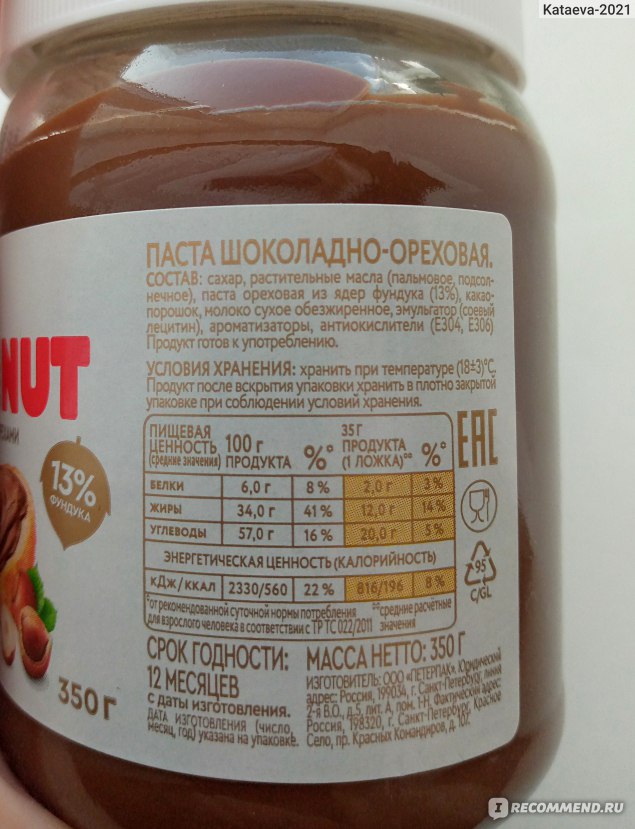 Kataeva-2021
ПАСТА ШОКОЛАДНО-ОРЕХОВАЯ.
СОСТАВ: сахар, растительные масла (пальмовое, подсол-
нечное), паста ореховая из ядер фундука (13%), какао-
порошок, молоко сухое обезжиренное, эмульгатор (соевый
лецитин), ароматизаторы, антиокислители (Е304, Е306)
Продукт готов к употреблению.
УСЛОВИЯ ХРАНЕНИЯ: хранить при температуре (18±3)°С.
Продукт после вскрытия упаковки хранить в плотно закрытой
упаковке при соблюдении условий хранения.
NUT
13%
ФУНДУКА
350 г
ПИЩЕВАЯ ЦЕННОСТЬ (средние значения) 100 г ПРОДУКТА %* 35 Г ПРОДУКТА (1 ЛОЖКА)** %*
БЕЛКИ 6,0 г 8 % 2,0 г 3 %
ЖИРЫ 34,0 г 41 % 12,0 г 14 %
УГЛЕВОДЫ 57,0 г 16 % 20,0 г 5 %
ЭНЕРГЕТИЧЕСКАЯ ЦЕННОСТЬ (КАЛОРИЙНОСТЬ)
кДж/ккал 2330/560 22 % 816/196 8 %
*от рекомендованной суточной нормы потребления
для взрослого человека в соответствии с ТР ТС 022/2011
**средние расчётные
значения
ЕАС
95
C/GL
СРОК ГОДНОСТИ:
12 МЕСЯЦЕВ
с даты изготовления.
ДАТА ИЗГОТОВЛЕНИЯ (число,
месяц, год) указана на упаковке.
МАССА НЕТТО: 350 Г
ИЗГОТОВИТЕЛЬ: ООО «ПЕТЕРПАК». Юридический
адрес: Россия, 199034, г. Санкт-Петербург, линия
2-я В.О., д.5, лит. А, пом. 1-Н. Фактический адрес:
Россия, 198320, г. Санкт-Петербург, Красное
Село, пр. Красных Командиров, д.
I RECOMMEND.RU